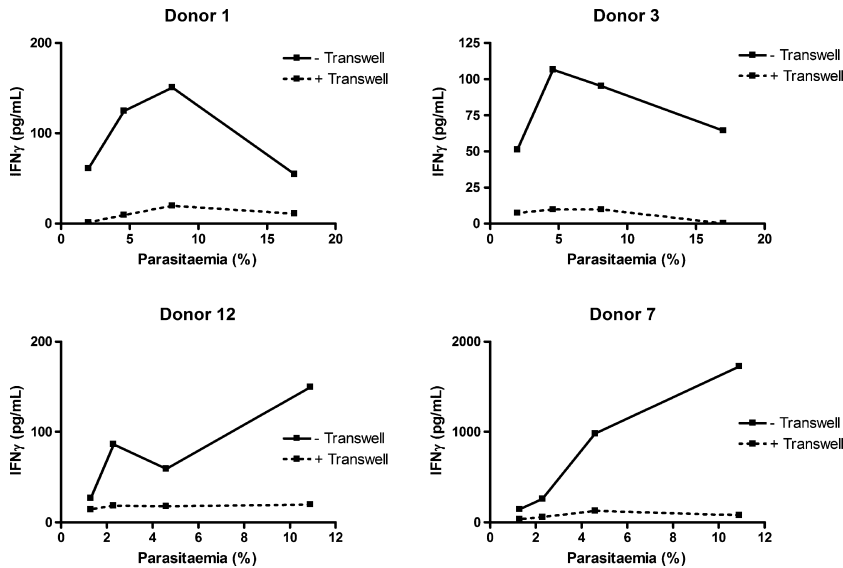 Donor 1
IFNγ (pg/mL)
200
100
0
0 5 10 15 20
Parasitaemia (%)
- Transwell
+ Transwell
Donor 3
IFNγ (pg/mL)
125
100
75
50
25
0
0 5 10 15 20
Parasitaemia (%)
- Transwell
+ Transwell
Donor 12
IFNγ (pg/mL)
200
100
0
0 2 4 6 8 10 12
Parasitaemia (%)
- Transwell
+ Transwell
Donor 7
IFNγ (pg/mL)
2000
1000
0
0 2 4 6 8 10 12
Parasitaemia (%)
- Transwell
+ Transwell